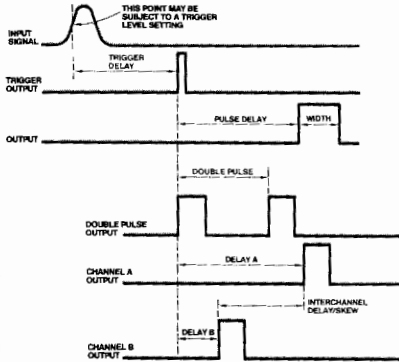 THIS POINT MAY BE
SUBJECT TO A TRIGGER
LEVEL SETTING
INPUT
SIGNAL
TRIGGER
DELAY
TRIGGER
OUTPUT
PULSE DELAY
WIDTH
OUTPUT
DOUBLE PULSE
DOUBLE PULSE
OUTPUT
DELAY A
CHANNEL A
OUTPUT
INTERCHANNEL
DELAY/SKEW
DELAY B
CHANNEL B
OUTPUT